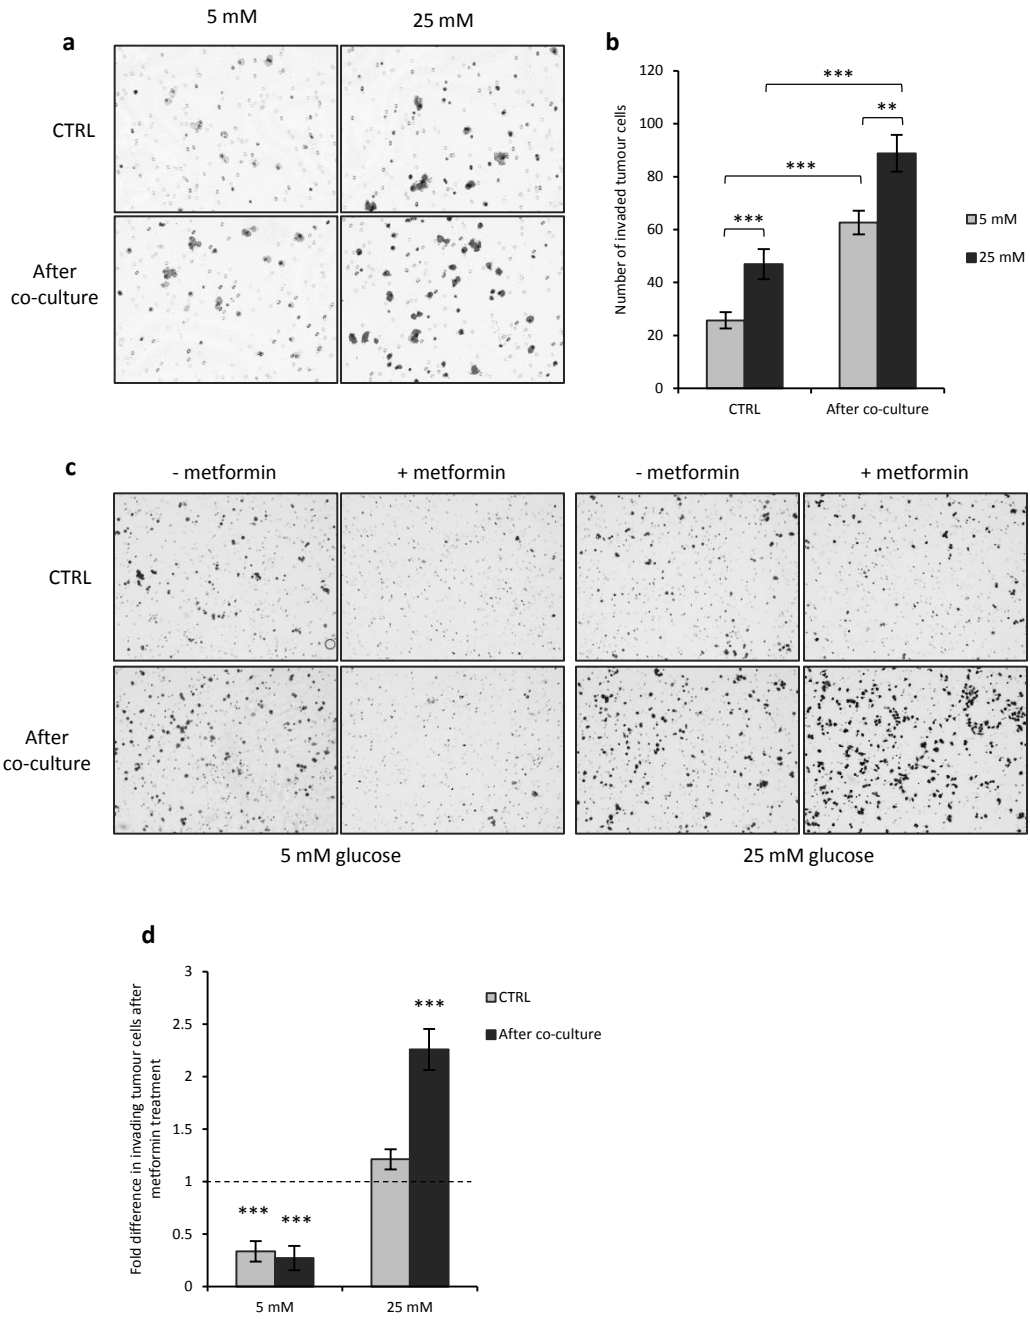 5 mM
25 mM
a
CTRL
After
co-culture
b
Number of invaded tumour cells
120
100
80
60
40
20
0
***
**
***
***
CTRL
After co-culture
5 mM
25 mM
c
- metformin
+ metformin
- metformin
+ metformin
CTRL
After
co-culture
5 mM glucose
25 mM glucose
d
Fold difference in invading tumour cells after
metformin treatment
3
2.5
2
1.5
1
0.5
0
***
***
***
5 mM
25 mM
CTRL
After co-culture